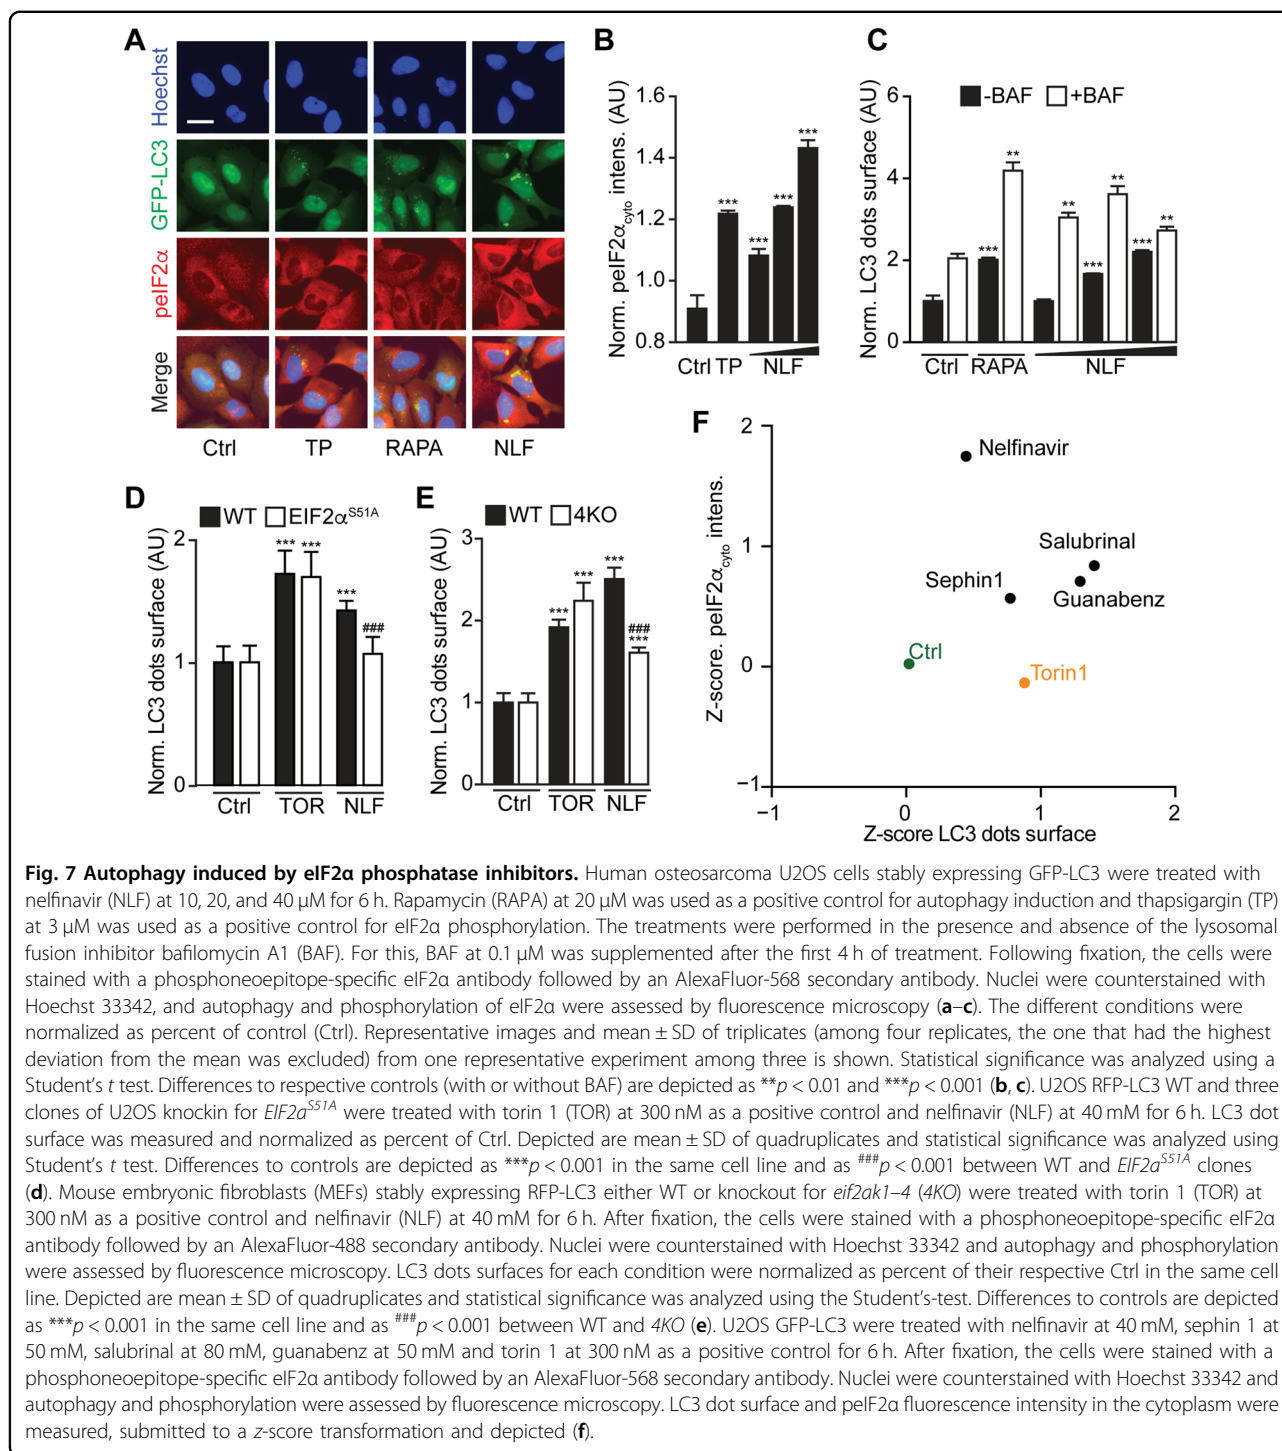 A
Hoechst
GFP-LC3
peIF2α
Merge
Ctrl TP RAPA NLF
B
Norm. peIF2αcyto intens. (AU)
1.6
1.4
1.2
1.0
0.8
***
***
***
***
Ctrl TP NLF
C
Norm. LC3 dots surface (AU)
-BAF +BAF
6
4
2
0
***
**
**
***
**
***
**
Ctrl RAPA NLF
D
Norm. LC3 dots surface (AU)
WT EIF2αS51A
2
1
0
*** ***
***
###
Ctrl TOR NLF
E
Norm. LC3 dots surface (AU)
WT 4KO
3
2
1
0
***
***
***
###
***
Ctrl TOR NLF
F
Z-score. peIF2αcyto intens.
2
1
0
−1
Nelfinavir
Salubrinal
Sephin1
Guanabenz
Ctrl
Torin1
−1 0 1 2
Z-score LC3 dots surface
Fig. 7 Autophagy induced by eIF2α phosphatase inhibitors. Human osteosarcoma U2OS cells stably expressing GFP-LC3 were treated with
nelfinavir (NLF) at 10, 20, and 40 µM for 6 h. Rapamycin (RAPA) at 20 µM was used as a positive control for autophagy induction and thapsigargin (TP)
at 3 µM was used as a positive control for eIF2α phosphorylation. The treatments were performed in the presence and absence of the lysosomal
fusion inhibitor bafilomycin A1 (BAF). For this, BAF at 0.1 µM was supplemented after the first 4 h of treatment. Following fixation, the cells were
stained with a phosphoneoepitope-specific eIF2α antibody followed by an AlexaFluor-568 secondary antibody. Nuclei were counterstained with
Hoechst 33342, and autophagy and phosphorylation of eIF2α were assessed by fluorescence microscopy (a–c). The different conditions were
normalized as percent of control (Ctrl). Representative images and mean ± SD of triplicates (among four replicates, the one that had the highest
deviation from the mean was excluded) from one representative experiment among three is shown. Statistical significance was analyzed using a
Student's t test. Differences to respective controls (with or without BAF) are depicted as **p < 0.01 and ***p < 0.001 (b, c). U2OS RFP-LC3 WT and three
clones of U2OS knockin for EIF2aS51A were treated with torin 1 (TOR) at 300 nM as a positive control and nelfinavir (NLF) at 40 mM for 6 h. LC3 dot
surface was measured and normalized as percent of Ctrl. Depicted are mean ± SD of quadruplicates and statistical significance was analyzed using
Student's t test. Differences to controls are depicted as ***p < 0.001 in the same cell line and as ###p < 0.001 between WT and EIF2aS51A clones
(d). Mouse embryonic fibroblasts (MEFs) stably expressing RFP-LC3 either WT or knockout for eif2ak1–4 (4KO) were treated with torin 1 (TOR) at
300 nM as a positive control and nelfinavir (NLF) at 40 mM for 6 h. After fixation, the cells were stained with a phosphoneoepitope-specific eIF2α
antibody followed by an AlexaFluor-488 secondary antibody. Nuclei were counterstained with Hoechst 33342 and autophagy and phosphorylation
were assessed by fluorescence microscopy. LC3 dots surfaces for each condition were normalized as percent of their respective Ctrl in the same cell
line. Depicted are mean ± SD of quadruplicates and statistical significance was analyzed using the Student's-test. Differences to controls are depicted
as ***p < 0.001 in the same cell line and as ###p < 0.001 between WT and 4KO (e). U2OS GFP-LC3 were treated with nelfinavir at 40 mM, sephin 1 at
50 mM, salubrinal at 80 mM, guanabenz at 50 mM and torin 1 at 300 nM as a positive control for 6 h. After fixation, the cells were stained with a
phosphoneoepitope-specific eIF2α antibody followed by an AlexaFluor-568 secondary antibody. Nuclei were counterstained with Hoechst 33342 and
autophagy and phosphorylation were assessed by fluorescence microscopy. LC3 dot surface and peIF2α fluorescence intensity in the cytoplasm were
measured, submitted to a z-score transformation and depicted (f).